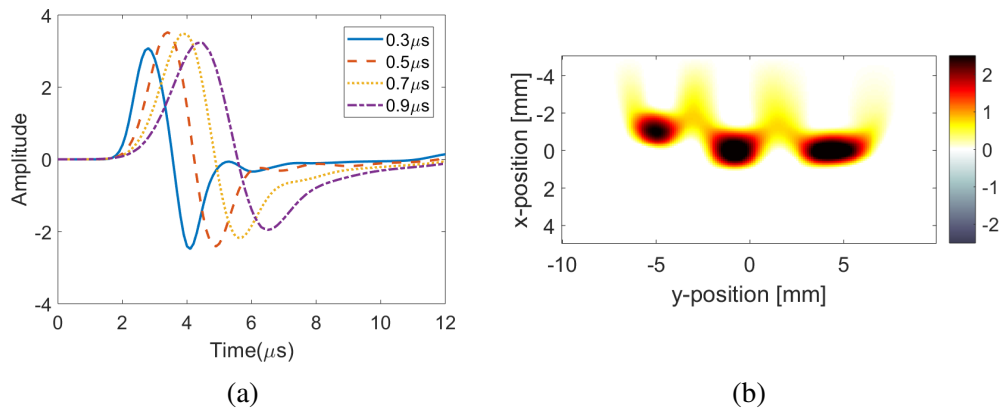 4
2
0
-2
-4
Amplitude
0 2 4 6 8 10 12
Time(μs)
0.3μs
0.5μs
0.7μs
0.9μs
(a)
-4
-2
0
2
4
x-position [mm]
-10 -5 0 5
y-position [mm]
2
1
0
-1
-2
(b)